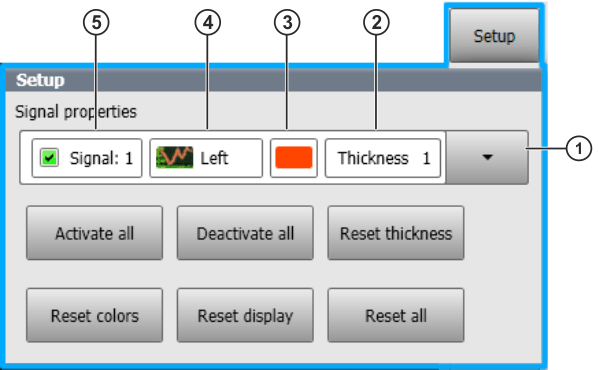 5 4 3 2
Setup
Setup
Signal properties
Signal: 1 Left Thickness 1
1
Activate all Deactivate all Reset thickness
Reset colors Reset display Reset all